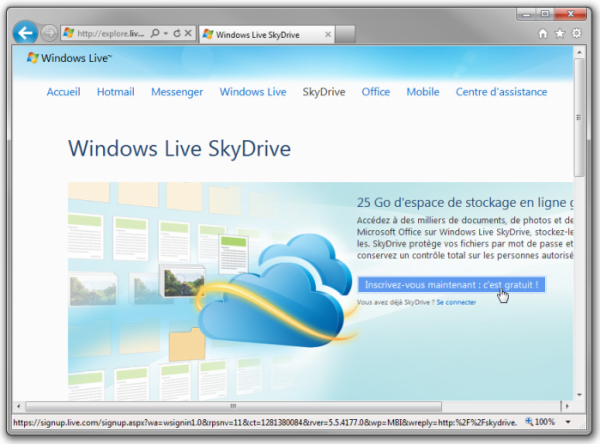 http://explore.liv...
Windows Live SkyDrive
Windows Live™
Accueil Hotmail Messenger Windows Live SkyDrive Office Mobile Centre d'assistance
Windows Live SkyDrive
25 Go d'espace de stockage en ligne g
Accédez à des milliers de documents, de photos et de
Microsoft Office sur Windows Live SkyDrive, stockez-le
les. SkyDrive protège vos fichiers par mot de passe et
conservez un contrôle total sur les personnes autorisé
Inscrivez-vous maintenant : c'est gratuit !
Vous avez déjà SkyDrive ? Se connecter
https://signup.live.com/signup.aspx?wa=wsignin1.0&rpsnv=11&ct=1281380084&rver=5.5.4177.0&wp=MBI&wreply=http:%2F%2Fskydrive. 100%